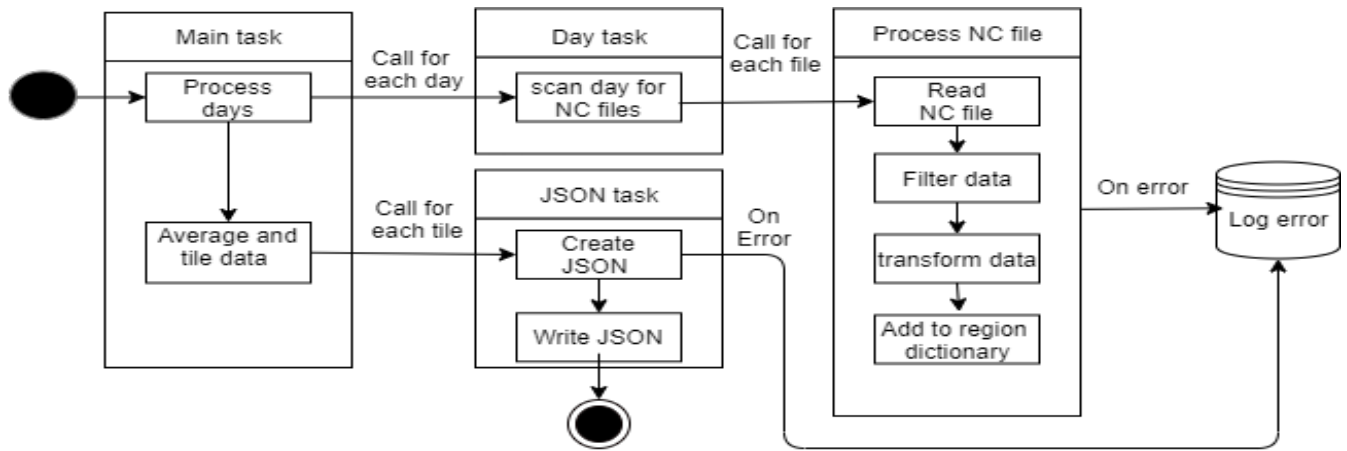 Main task
Process
days
Average and
tile data
Call for
each day
Call for
each tile
Day task
scan day for
NC files
JSON task
Create
JSON
Write JSON
Call for
each file
On
Error
Process NC file
Read
NC file
Filter data
transform data
Add to region
dictionary
On error
Log error